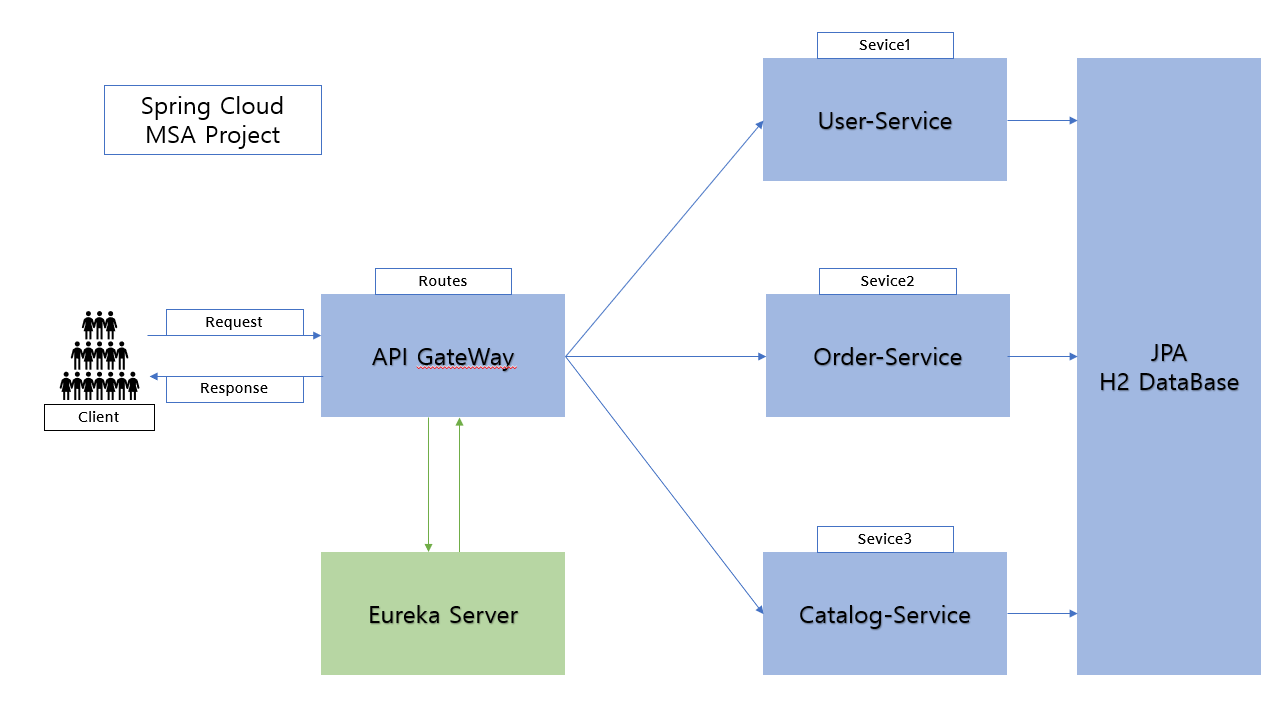 Spring Cloud
MSA Project
Client
Request
Response
Routes
API GateWay
Eureka Server
Sevice1
User-Service
Sevice2
Order-Service
Sevice3
Catalog-Service
JPA
H2 DataBase